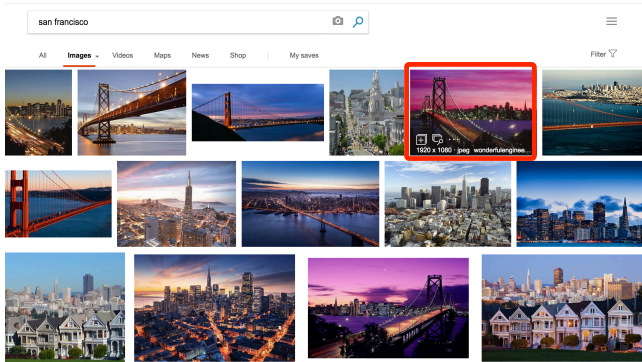 san francisco
All Images Videos Maps News Shop My saves Filter
1920 x 1080 · jpeg wonderfulenginee...